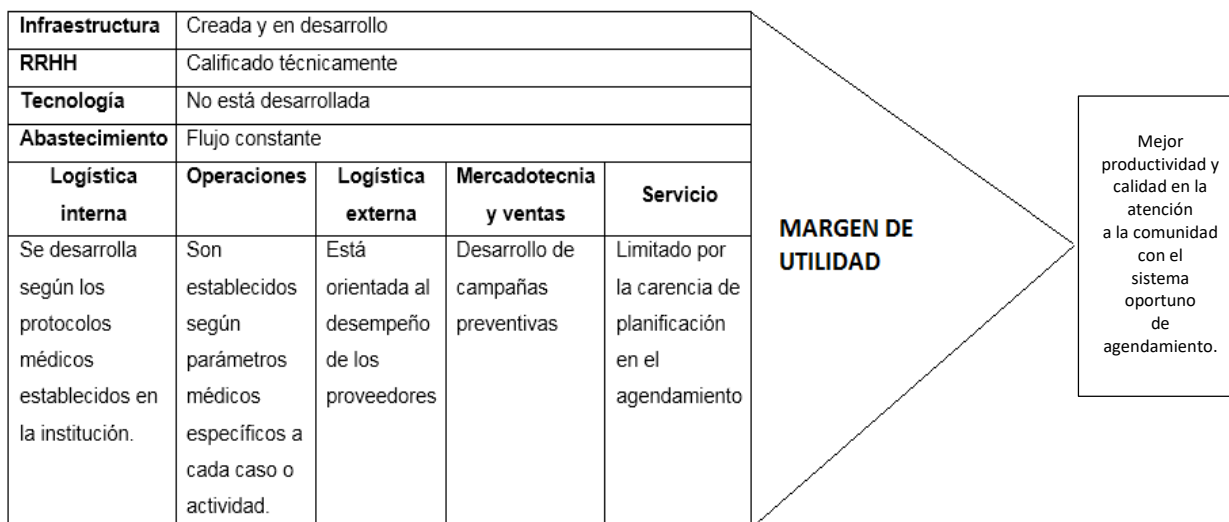 Infraestructura Creada y en desarrollo
RRHH Calificado técnicamente
Tecnología No está desarrollada
Abastecimiento Flujo constante
Logística
interna
Operaciones
Logística
externa
Mercadotecnia
y ventas
Servicio
Se desarrolla
según los
protocolos
médicos
establecidos en
la institución.
Son
establecidos
según
parámetros
médicos
específicos a
cada caso o
actividad.
Está
orientada al
desempeño
de los
proveedores
Desarrollo de
campañas
preventivas
Limitado por
la carencia de
planificación
en el
agendamiento
MARGEN DE
UTILIDAD
Mejor
productividad y
calidad en la
atención
a la comunidad
con el
sistema
oportuno
de
agendamiento.